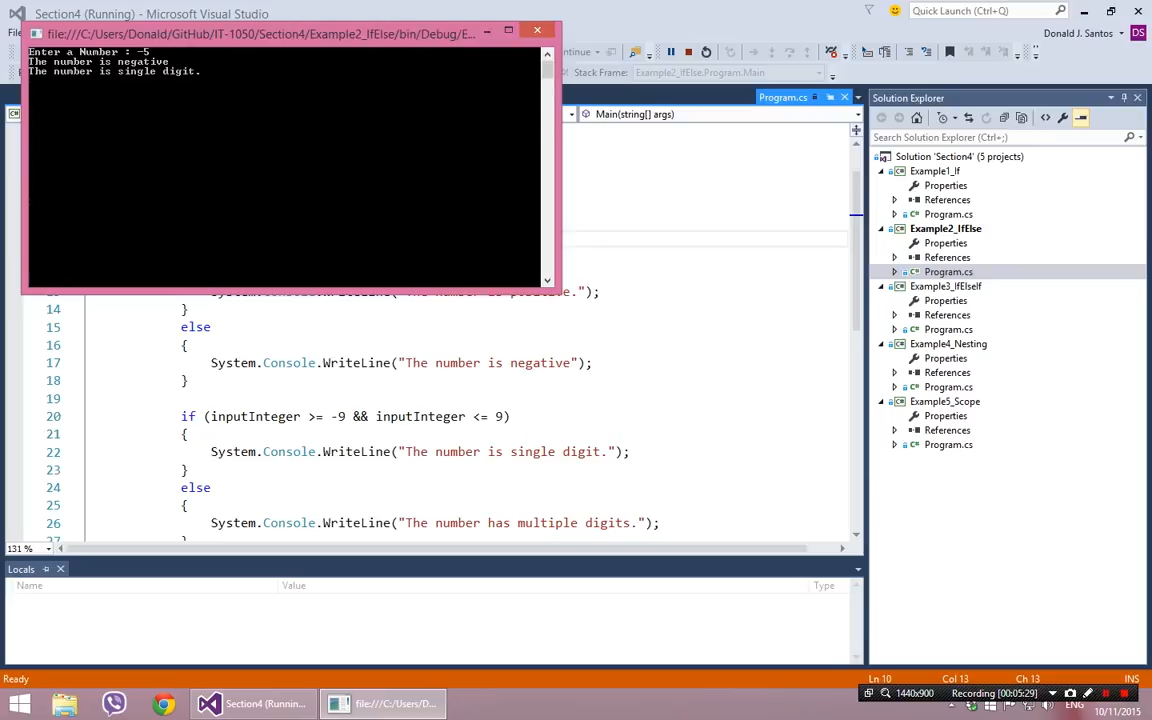 Section4 (Running) - Microsoft Visual Studio
Quick Launch (Ctrl+Q)
file:///C:/Users/Donald/GitHub/IT-1050/Section4/Example2_IfElse/bin/Debug/E...
Donald J. Santos
DS
Enter a Number : -5
The number is negative
The number is single digit.
Stack Frame:
Example2_IfElse.Program.Main
Program.cs
Main(string[] args)
14 }
15 else
16 {
17 System.Console.WriteLine("The number is negative");
18 }
19
20 if (inputInteger >= -9 && inputInteger <= 9)
21 {
22 System.Console.WriteLine("The number is single digit.");
23 }
24 else
25 {
26 System.Console.WriteLine("The number has multiple digits.");
131 %
Locals
Name Value Type
Solution Explorer
Search Solution Explorer (Ctrl+;)
Solution 'Section4' (5 projects)
Example1_If
Properties
References
Program.cs
Example2_IfElse
Properties
References
Program.cs
Example3_IfElseIf
Properties
References
Program.cs
Example4_Nesting
Properties
References
Program.cs
Example5_Scope
Properties
References
Program.cs
Ready
Ln 10 Col 13 Ch 13 INS
Section4 (Runnin...
file:///C:/Users/D...
1440x900 Recording [00:05:29]
ENG
10/11/2015